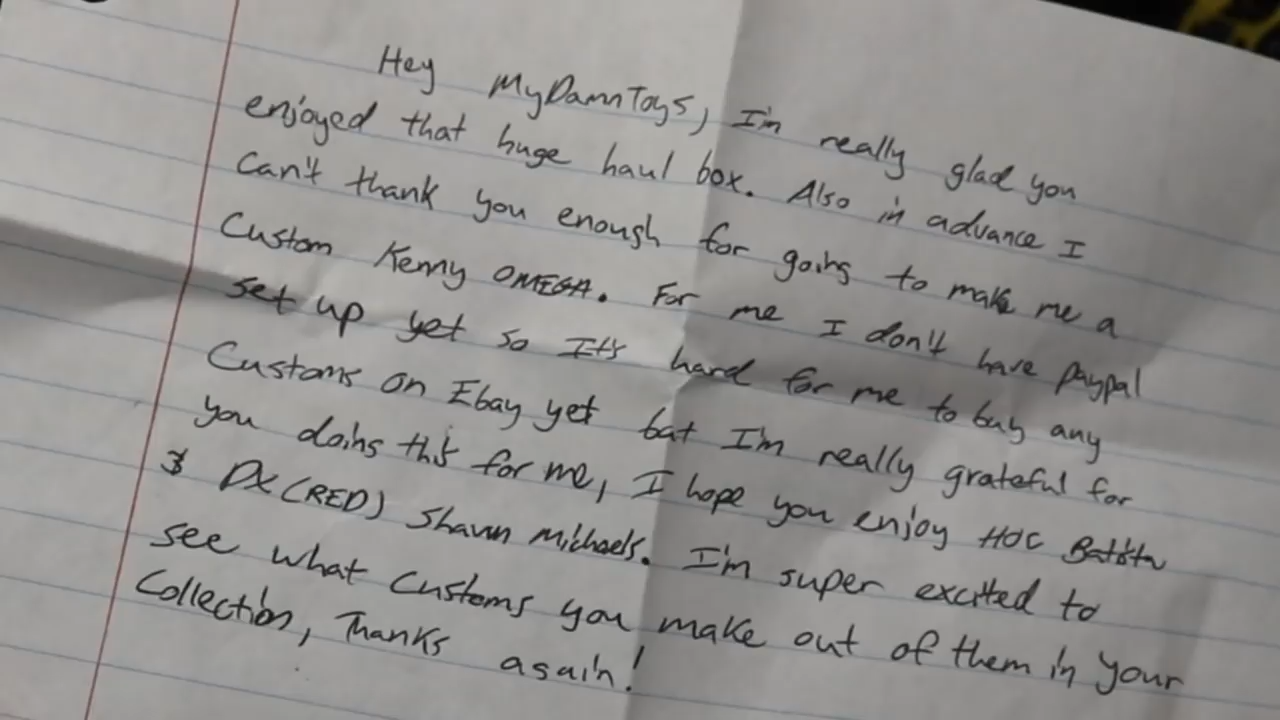 Hey MyDamnToys, I'm really glad you
enjoyed that huge haul box. Also in advance I
Can't thank you enough for going to make me a
Custom Kenny OMEGA. For me I don't have paypal
set up yet so It's hard for me to buy any
Customs on Ebay yet but I'm really grateful for
you doing this for me, I hope you enjoy HOC Batista
& DX (RED) Shawn Michaels. I'm super excited to
see what Customs you make out of them in your
Collection, Thanks again!